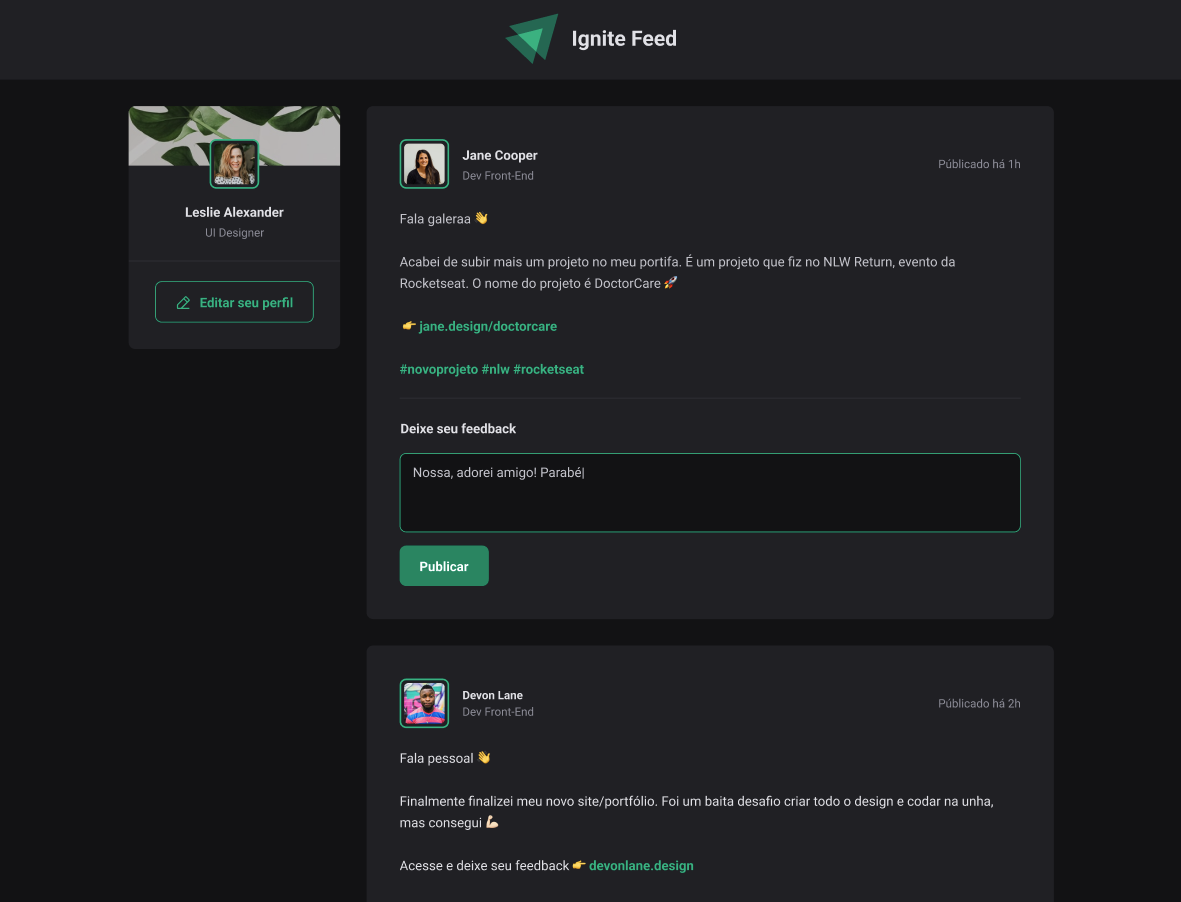 Ignite Feed
Leslie Alexander
UI Designer
Editar seu perfil
Jane Cooper
Dev Front-End
Públicado há 1h
Fala galeraa 👋
Acabei de subir mais um projeto no meu portifa. É um projeto que fiz no NLW Return, evento da
Rocketseat. O nome do projeto é DoctorCare 🚀
👉 jane.design/doctorcare
#novoprojeto #nlw #rocketseat
Deixe seu feedback
Nossa, adorei amigo! Parabé|
Publicar
Devon Lane
Dev Front-End
Públicado há 2h
Fala pessoal 👋
Finalmente finalizei meu novo site/portfólio. Foi um baita desafio criar todo o design e codar na unha,
mas consegui 💪🏻
Acesse e deixe seu feedback 👉 devonlane.design